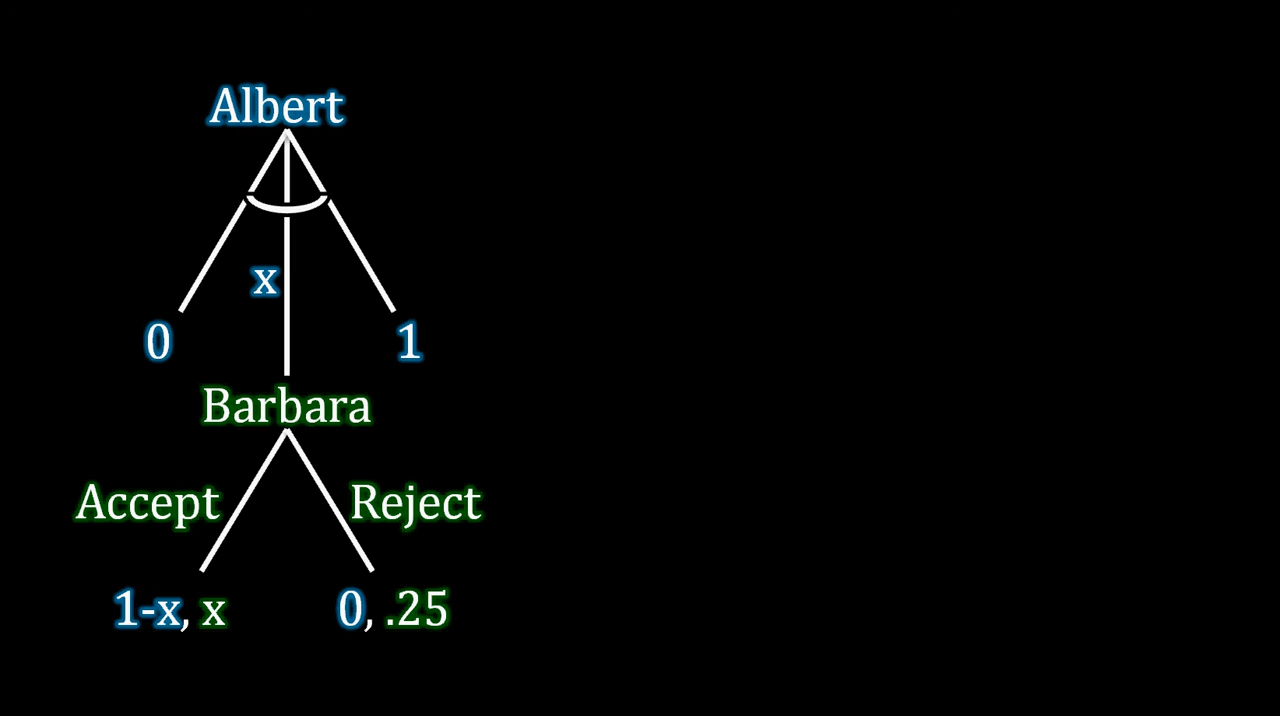 Albert
x
0 1
Barbara
Accept Reject
1-x, x 0, .25